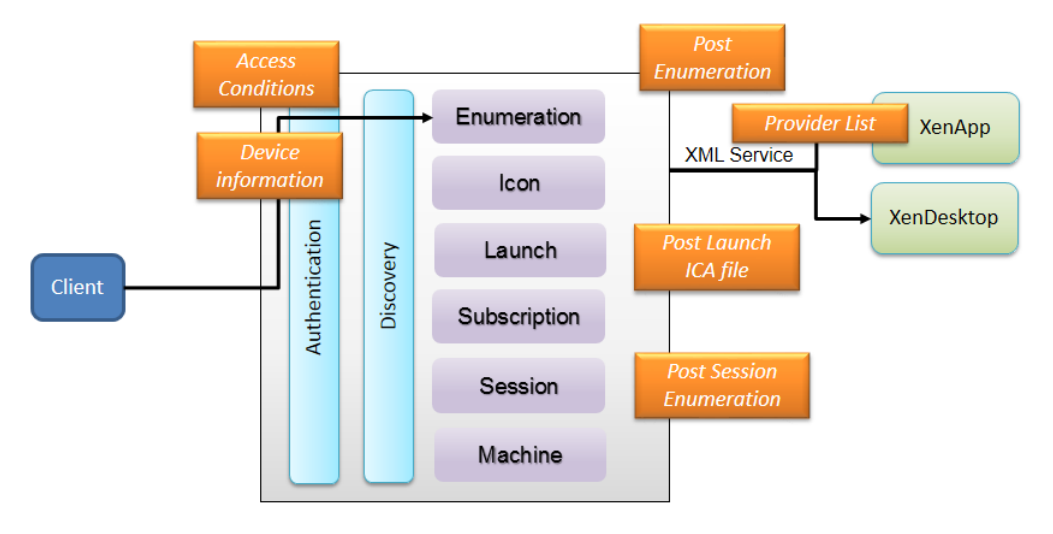 Access
Conditions
Post
Enumeration
Enumeration
Provider List
XenApp
Device
information
XML Service
Icon
XenDesktop
Authentication
Discovery
Launch
Post Launch
ICA file
Client
Subscription
Session
Post Session
Enumeration
Machine